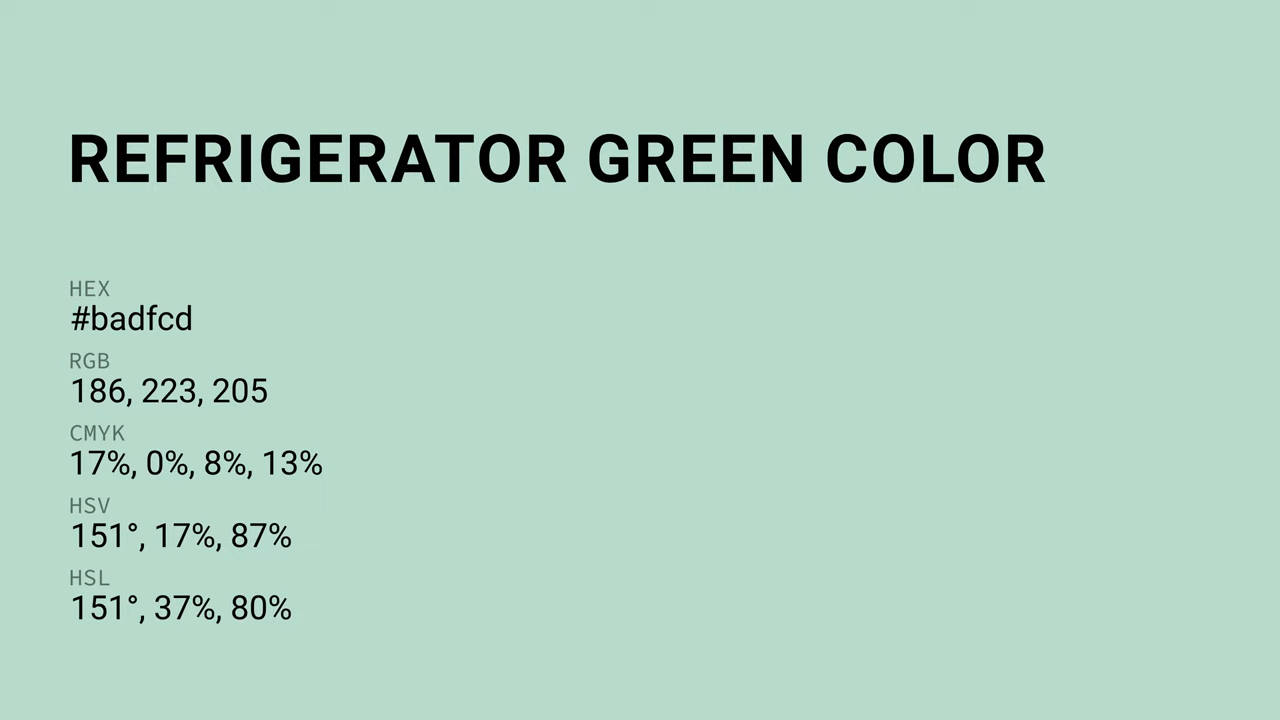 REFRIGERATOR GREEN COLOR
HEX
#badfcd
RGB
186, 223, 205
CMYK
17%, 0%, 8%, 13%
HSV
151°, 17%, 87%
HSL
151°, 37%, 80%